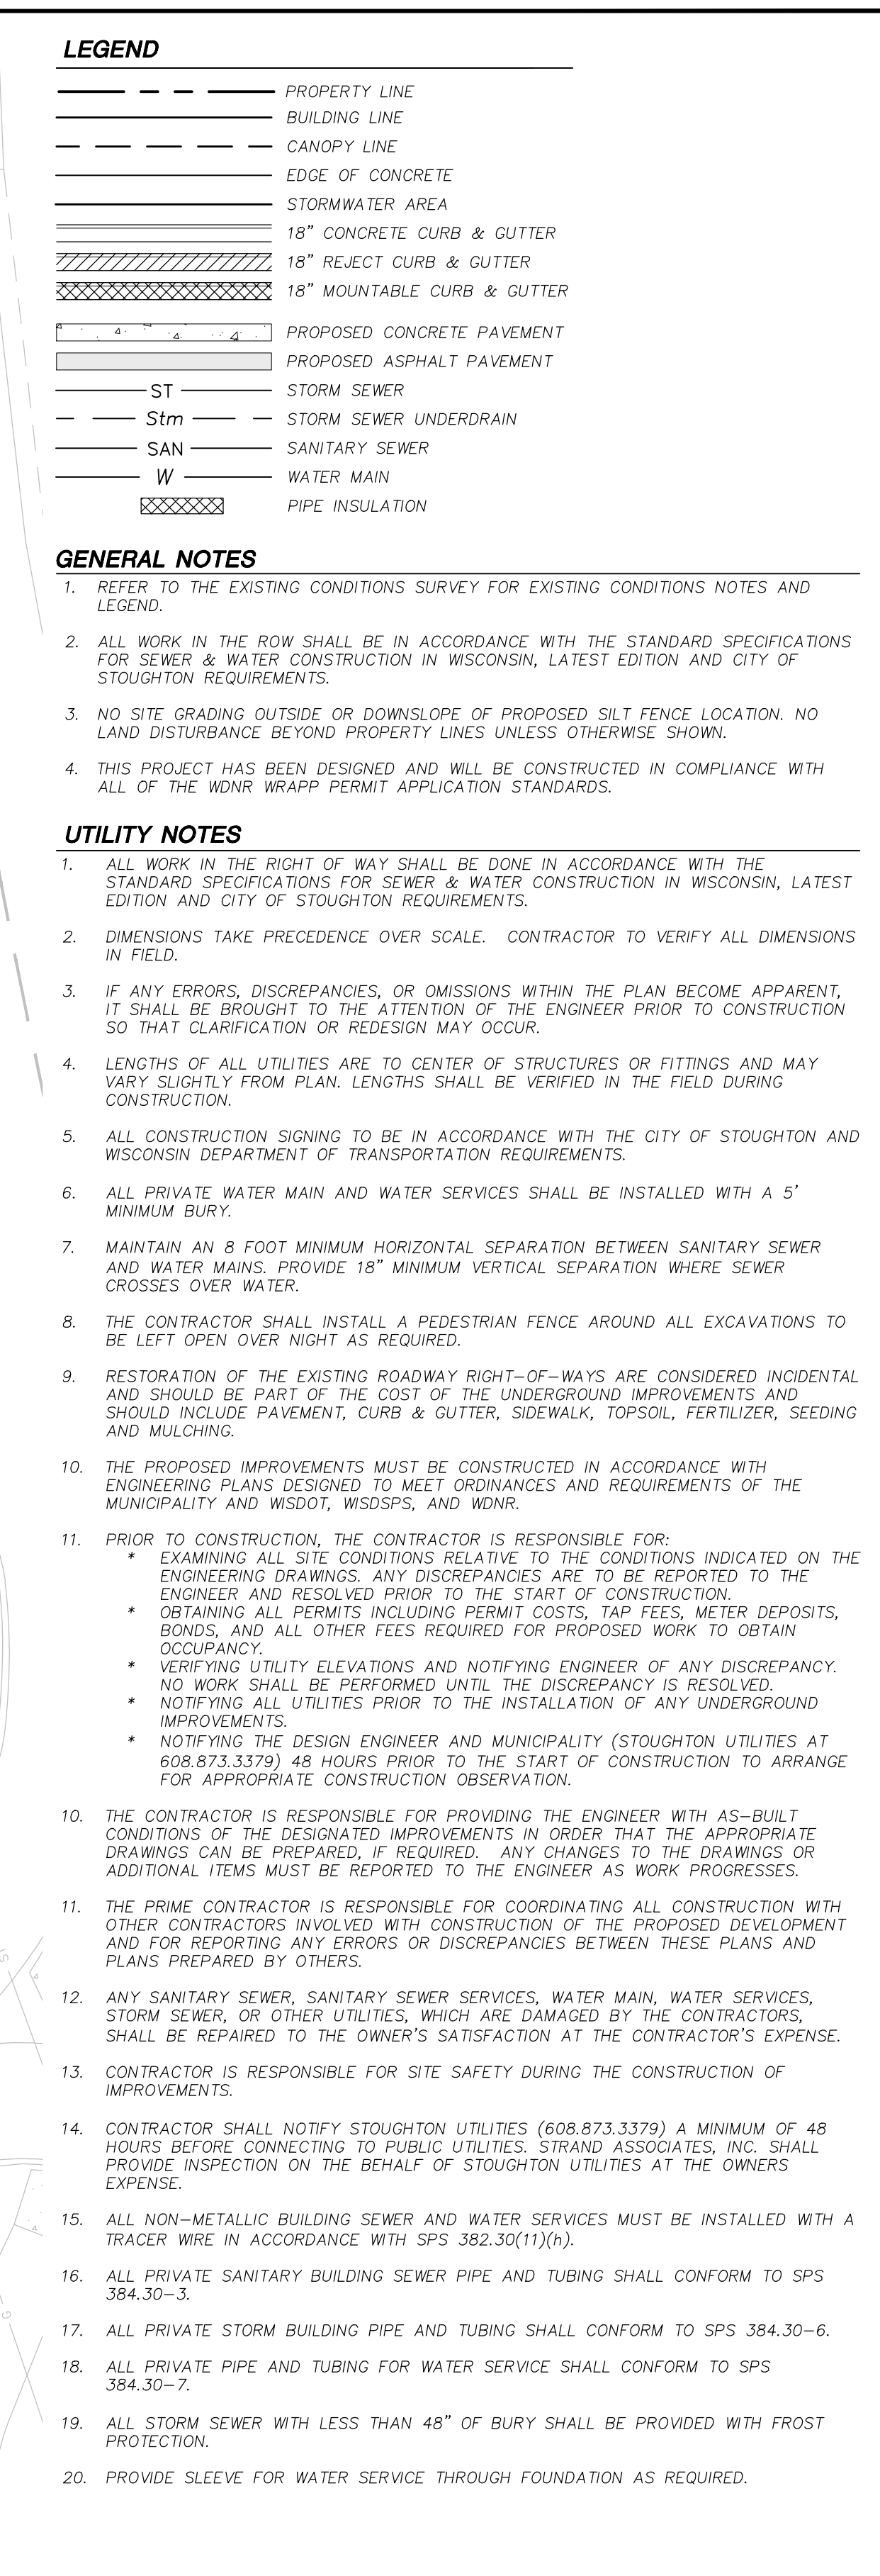 LEGEND
PROPERTY LINE
BUILDING LINE
CANOPY LINE
EDGE OF CONCRETE
STORMWATER AREA
18" CONCRETE CURB & GUTTER
18" REJECT CURB & GUTTER
18" MOUNTABLE CURB & GUTTER
PROPOSED CONCRETE PAVEMENT
PROPOSED ASPHALT PAVEMENT
ST STORM SEWER
Stm STORM SEWER UNDERDRAIN
SAN SANITARY SEWER
W WATER MAIN
PIPE INSULATION
GENERAL NOTES
1. REFER TO THE EXISTING CONDITIONS SURVEY FOR EXISTING CONDITIONS NOTES AND
LEGEND.
2. ALL WORK IN THE ROW SHALL BE IN ACCORDANCE WITH THE STANDARD SPECIFICATIONS
FOR SEWER & WATER CONSTRUCTION IN WISCONSIN, LATEST EDITION AND CITY OF
STOUGHTON REQUIREMENTS.
3. NO SITE GRADING OUTSIDE OR DOWNSLOPE OF PROPOSED SILT FENCE LOCATION. NO
LAND DISTURBANCE BEYOND PROPERTY LINES UNLESS OTHERWISE SHOWN.
4. THIS PROJECT HAS BEEN DESIGNED AND WILL BE CONSTRUCTED IN COMPLIANCE WITH
ALL OF THE WDNR WRAPP PERMIT APPLICATION STANDARDS.
UTILITY NOTES
1. ALL WORK IN THE RIGHT OF WAY SHALL BE DONE IN ACCORDANCE WITH THE
STANDARD SPECIFICATIONS FOR SEWER & WATER CONSTRUCTION IN WISCONSIN, LATEST
EDITION AND CITY OF STOUGHTON REQUIREMENTS.
2. DIMENSIONS TAKE PRECEDENCE OVER SCALE. CONTRACTOR TO VERIFY ALL DIMENSIONS
IN FIELD.
3. IF ANY ERRORS, DISCREPANCIES, OR OMISSIONS WITHIN THE PLAN BECOME APPARENT,
IT SHALL BE BROUGHT TO THE ATTENTION OF THE ENGINEER PRIOR TO CONSTRUCTION
SO THAT CLARIFICATION OR REDESIGN MAY OCCUR.
4. LENGTHS OF ALL UTILITIES ARE TO CENTER OF STRUCTURES OR FITTINGS AND MAY
VARY SLIGHTLY FROM PLAN. LENGTHS SHALL BE VERIFIED IN THE FIELD DURING
CONSTRUCTION.
5. ALL CONSTRUCTION SIGNING TO BE IN ACCORDANCE WITH THE CITY OF STOUGHTON AND
WISCONSIN DEPARTMENT OF TRANSPORTATION REQUIREMENTS.
6. ALL PRIVATE WATER MAIN AND WATER SERVICES SHALL BE INSTALLED WITH A 5'
MINIMUM BURY.
7. MAINTAIN AN 8 FOOT MINIMUM HORIZONTAL SEPARATION BETWEEN SANITARY SEWER
AND WATER MAINS. PROVIDE 18" MINIMUM VERTICAL SEPARATION WHERE SEWER
CROSSES OVER WATER.
8. THE CONTRACTOR SHALL INSTALL A PEDESTRIAN FENCE AROUND ALL EXCAVATIONS TO
BE LEFT OPEN OVER NIGHT AS REQUIRED.
9. RESTORATION OF THE EXISTING ROADWAY RIGHT-OF-WAYS ARE CONSIDERED INCIDENTAL
AND SHOULD BE PART OF THE COST OF THE UNDERGROUND IMPROVEMENTS AND
SHOULD INCLUDE PAVEMENT, CURB & GUTTER, SIDEWALK, TOPSOIL, FERTILIZER, SEEDING
AND MULCHING.
10. THE PROPOSED IMPROVEMENTS MUST BE CONSTRUCTED IN ACCORDANCE WITH
ENGINEERING PLANS DESIGNED TO MEET ORDINANCES AND REQUIREMENTS OF THE
MUNICIPALITY AND WISDOT, WISDSPS, AND WDNR.
11. PRIOR TO CONSTRUCTION, THE CONTRACTOR IS RESPONSIBLE FOR:
* EXAMINING ALL SITE CONDITIONS RELATIVE TO THE CONDITIONS INDICATED ON THE
ENGINEERING DRAWINGS. ANY DISCREPANCIES ARE TO BE REPORTED TO THE
ENGINEER AND RESOLVED PRIOR TO THE START OF CONSTRUCTION.
* OBTAINING ALL PERMITS INCLUDING PERMIT COSTS, TAP FEES, METER DEPOSITS,
BONDS, AND ALL OTHER FEES REQUIRED FOR PROPOSED WORK TO OBTAIN
OCCUPANCY.
* VERIFYING UTILITY ELEVATIONS AND NOTIFYING ENGINEER OF ANY DISCREPANCY.
NO WORK SHALL BE PERFORMED UNTIL THE DISCREPANCY IS RESOLVED.
* NOTIFYING ALL UTILITIES PRIOR TO THE INSTALLATION OF ANY UNDERGROUND
IMPROVEMENTS.
* NOTIFYING THE DESIGN ENGINEER AND MUNICIPALITY (STOUGHTON UTILITIES AT
608.873.3379) 48 HOURS PRIOR TO THE START OF CONSTRUCTION TO ARRANGE
FOR APPROPRIATE CONSTRUCTION OBSERVATION.
10. THE CONTRACTOR IS RESPONSIBLE FOR PROVIDING THE ENGINEER WITH AS-BUILT
CONDITIONS OF THE DESIGNATED IMPROVEMENTS IN ORDER THAT THE APPROPRIATE
DRAWINGS CAN BE PREPARED, IF REQUIRED. ANY CHANGES TO THE DRAWINGS OR
ADDITIONAL ITEMS MUST BE REPORTED TO THE ENGINEER AS WORK PROGRESSES.
11. THE PRIME CONTRACTOR IS RESPONSIBLE FOR COORDINATING ALL CONSTRUCTION WITH
OTHER CONTRACTORS INVOLVED WITH CONSTRUCTION OF THE PROPOSED DEVELOPMENT
AND FOR REPORTING ANY ERRORS OR DISCREPANCIES BETWEEN THESE PLANS AND
PLANS PREPARED BY OTHERS.
12. ANY SANITARY SEWER, SANITARY SEWER SERVICES, WATER MAIN, WATER SERVICES,
STORM SEWER, OR OTHER UTILITIES, WHICH ARE DAMAGED BY THE CONTRACTORS,
SHALL BE REPAIRED TO THE OWNER'S SATISFACTION AT THE CONTRACTOR'S EXPENSE.
13. CONTRACTOR IS RESPONSIBLE FOR SITE SAFETY DURING THE CONSTRUCTION OF
IMPROVEMENTS.
14. CONTRACTOR SHALL NOTIFY STOUGHTON UTILITIES (608.873.3379) A MINIMUM OF 48
HOURS BEFORE CONNECTING TO PUBLIC UTILITIES. STRAND ASSOCIATES, INC. SHALL
PROVIDE INSPECTION ON THE BEHALF OF STOUGHTON UTILITIES AT THE OWNERS
EXPENSE.
15. ALL NON-METALLIC BUILDING SEWER AND WATER SERVICES MUST BE INSTALLED WITH A
TRACER WIRE IN ACCORDANCE WITH SPS 382.30(11)(h).
16. ALL PRIVATE SANITARY BUILDING SEWER PIPE AND TUBING SHALL CONFORM TO SPS
384.30-3.
17. ALL PRIVATE STORM BUILDING PIPE AND TUBING SHALL CONFORM TO SPS 384.30-6.
18. ALL PRIVATE PIPE AND TUBING FOR WATER SERVICE SHALL CONFORM TO SPS
384.30-7.
19. ALL STORM SEWER WITH LESS THAN 48" OF BURY SHALL BE PROVIDED WITH FROST
PROTECTION.
20. PROVIDE SLEEVE FOR WATER SERVICE THROUGH FOUNDATION AS REQUIRED.
G